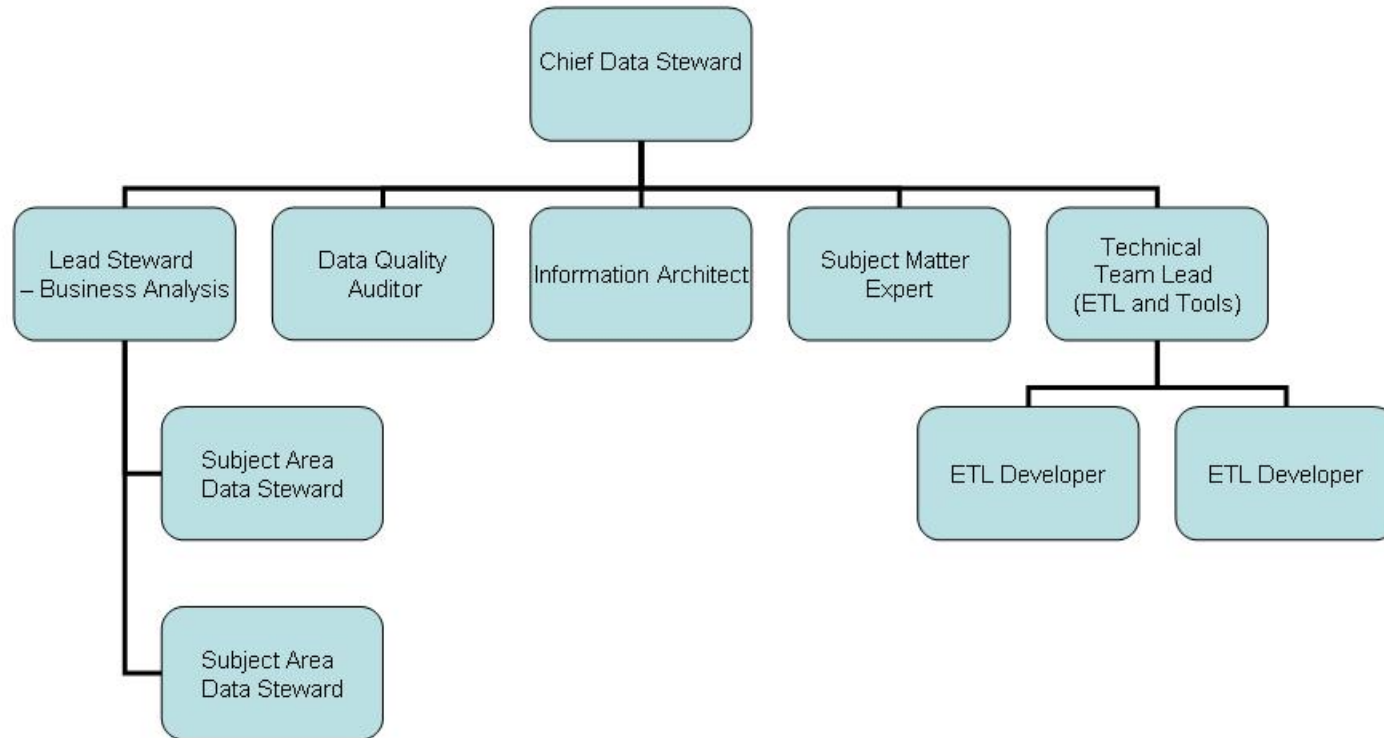 Chief Data Steward
Lead Steward
– Business Analysis
Data Quality
Auditor
Information Architect
Subject Matter
Expert
Technical
Team Lead
(ETL and Tools)
Subject Area
Data Steward
ETL Developer
ETL Developer
Subject Area
Data Steward